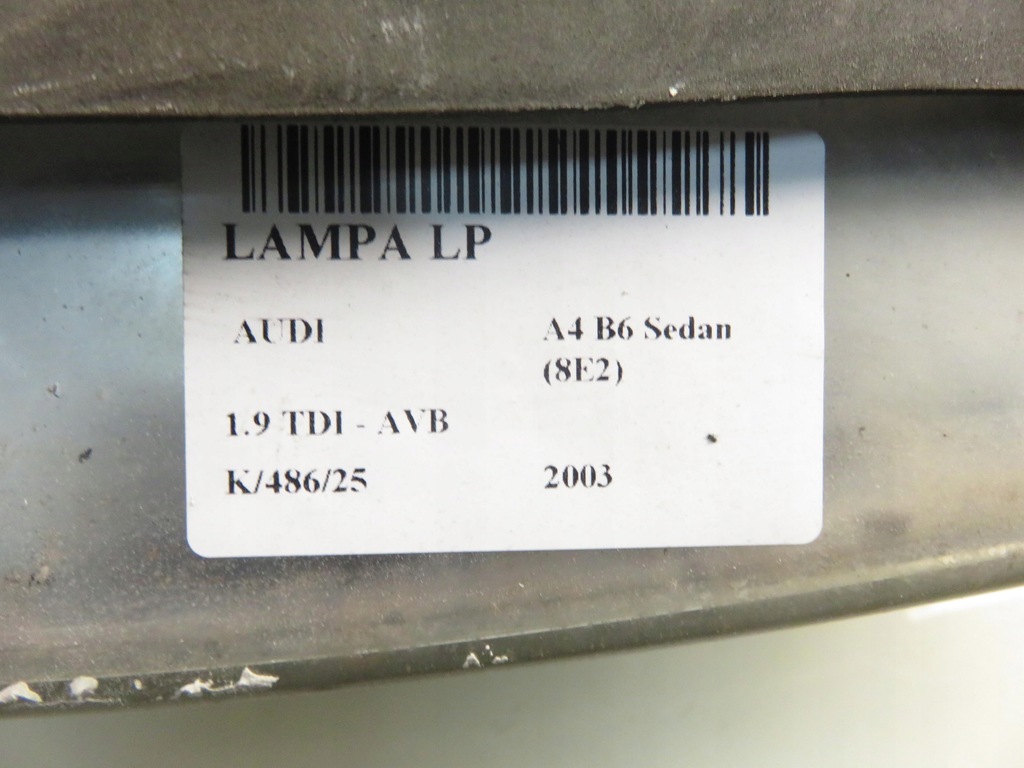 LAMPA LP
AUDI A4 B6 Sedan
(8E2)
1.9 TDI - AVB
K/486/25 2003